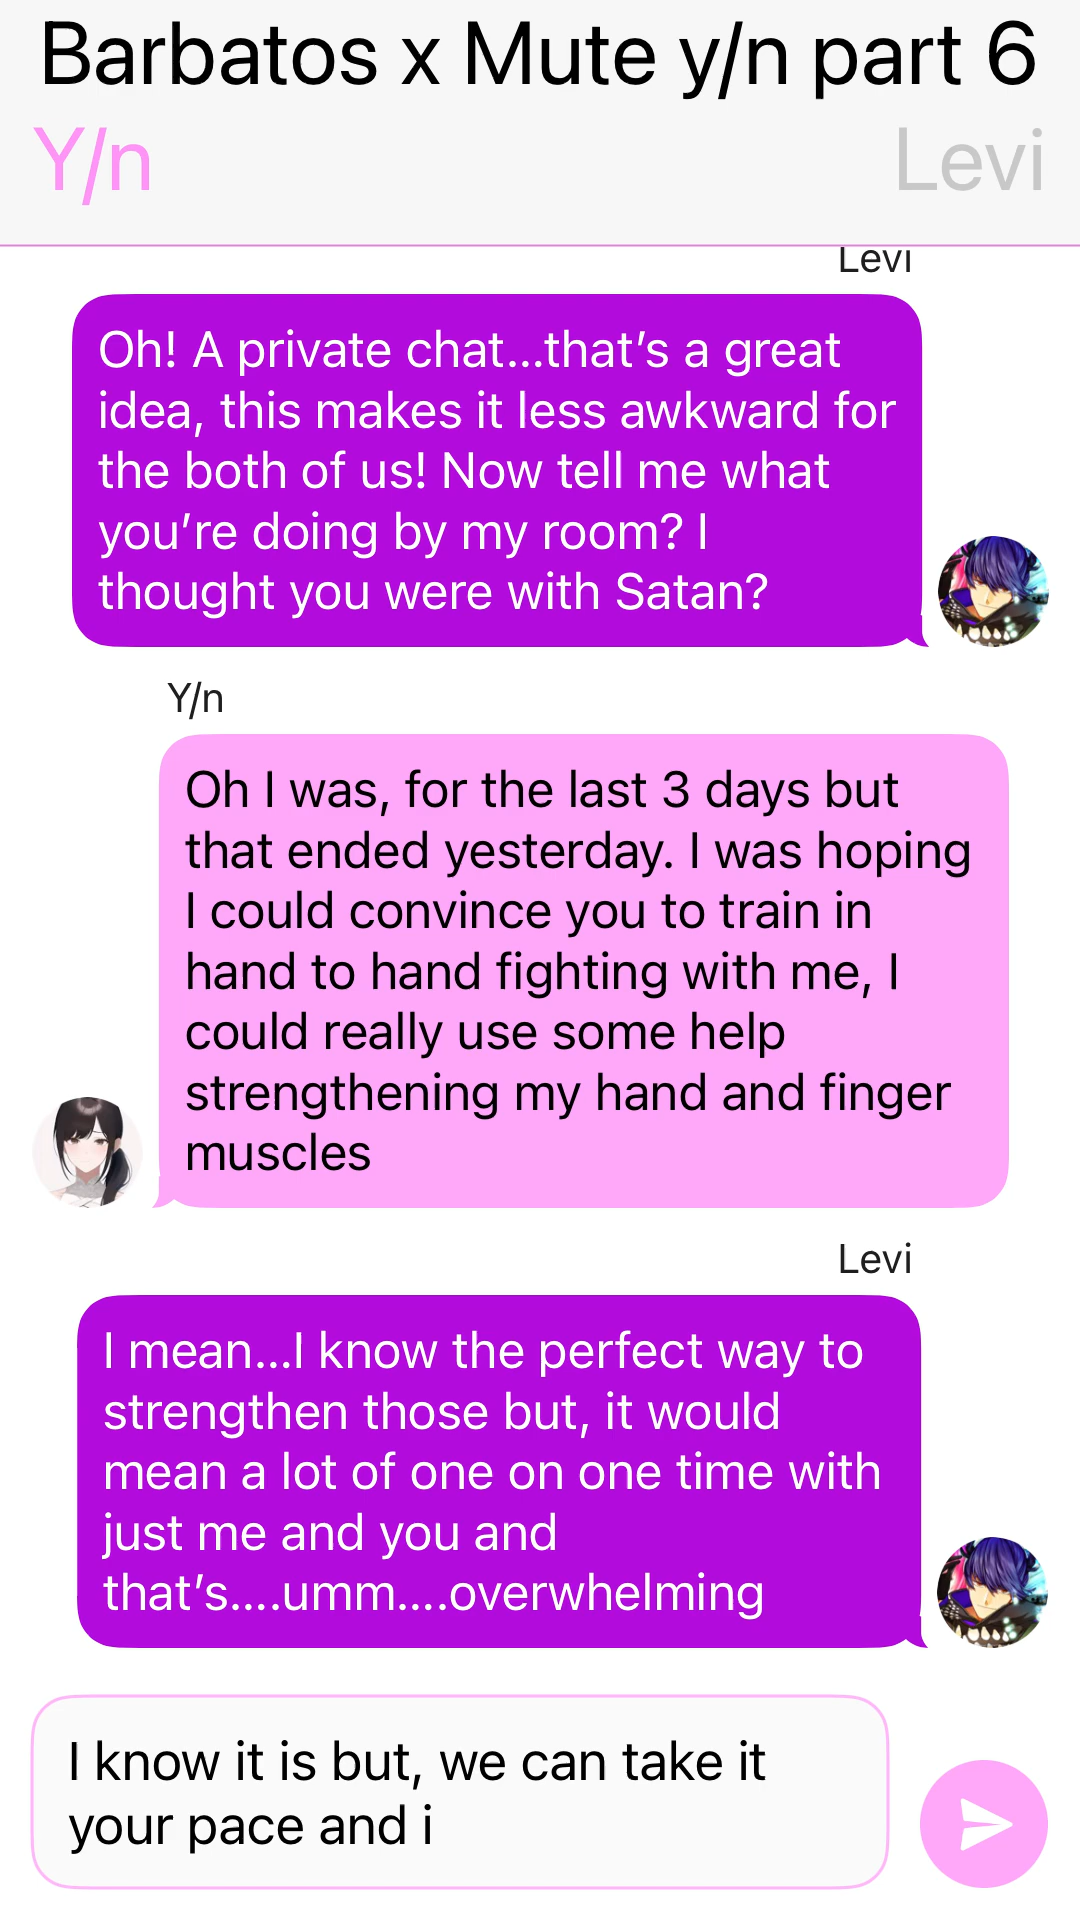 Barbatos x Mute y/n part 6
Y/n
Levi
Levi
Oh! A private chat...that's a great
idea, this makes it less awkward for
the both of us! Now tell me what
you're doing by my room? I
thought you were with Satan?
Y/n
Oh I was, for the last 3 days but
that ended yesterday. I was hoping
I could convince you to train in
hand to hand fighting with me, I
could really use some help
strengthening my hand and finger
muscles
Levi
I mean...I know the perfect way to
strengthen those but, it would
mean a lot of one on one time with
just me and you and
that's....umm....overwhelming
I know it is but, we can take it
your pace and i